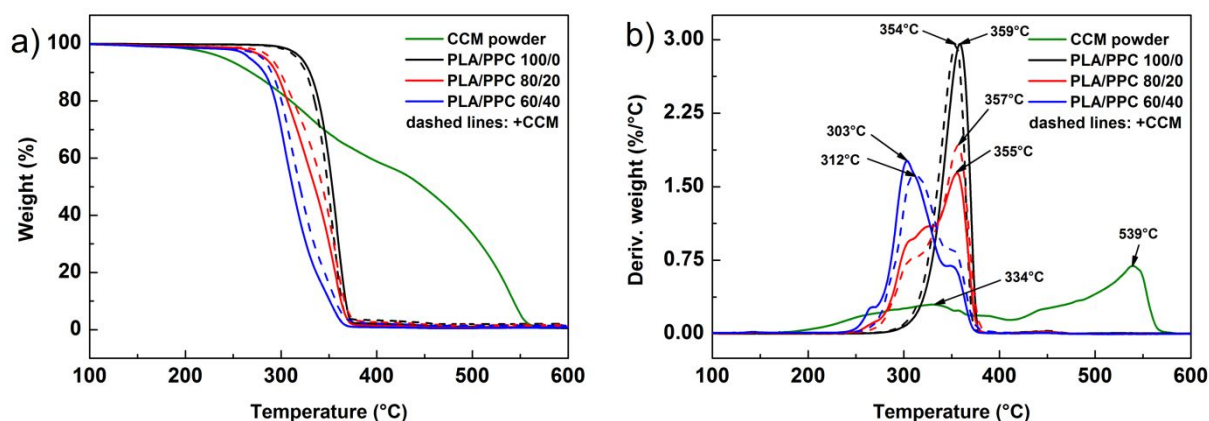 a)
100
80
60
40
20
0
Weight (%)
100 200 300 400 500 600
Temperature (°C)
CCM powder
PLA/PPC 100/0
PLA/PPC 80/20
PLA/PPC 60/40
dashed lines: +CCM
b)
3.00
2.25
1.50
0.75
0.00
Deriv. weight (%/°C)
100 200 300 400 500 600
Temperature (°C)
354°C 359°C
CCM powder
PLA/PPC 100/0
PLA/PPC 80/20
PLA/PPC 60/40
dashed lines: +CCM
357°C
303°C
355°C
312°C
539°C
334°C